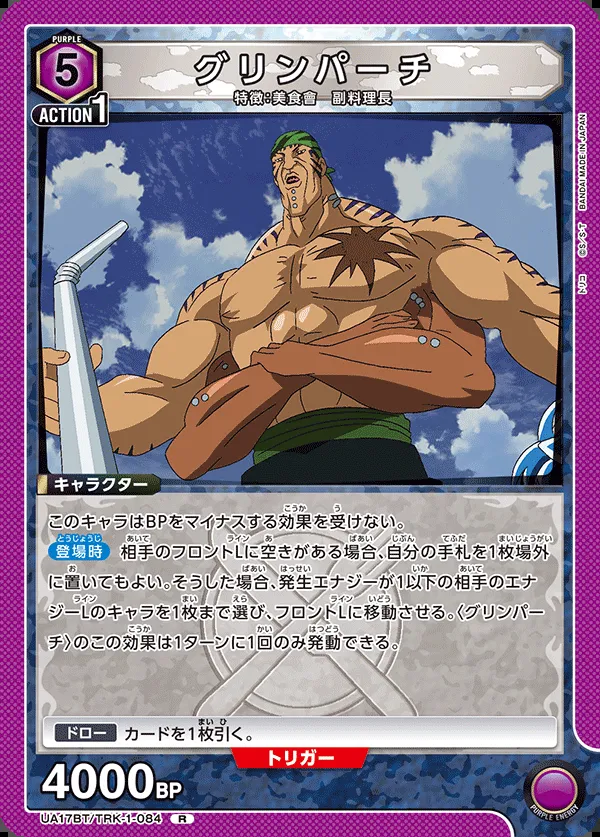 PURPLE
5
ACTION 1
グリンパーチ
特徴:美食會 副料理長
トリコ ©S/S・T BANDAI MADE IN JAPAN
キャラクター
このキャラはBPをマイナスする効果を受けない。
登場時 相手のフロントLに空きがある場合、自分の手札を1枚場外
に置いてもよい。そうした場合、発生エナジーが1以下の相手のエナ
ジーLのキャラを1枚まで選び、フロントLに移動させる。〈グリンパー
チ〉のこの効果は1ターンに1回のみ発動できる。
ドロー カードを1枚引く。
トリガー
4000BP
UA17BT/TRK-1-084 R
PURPLE ENERGY